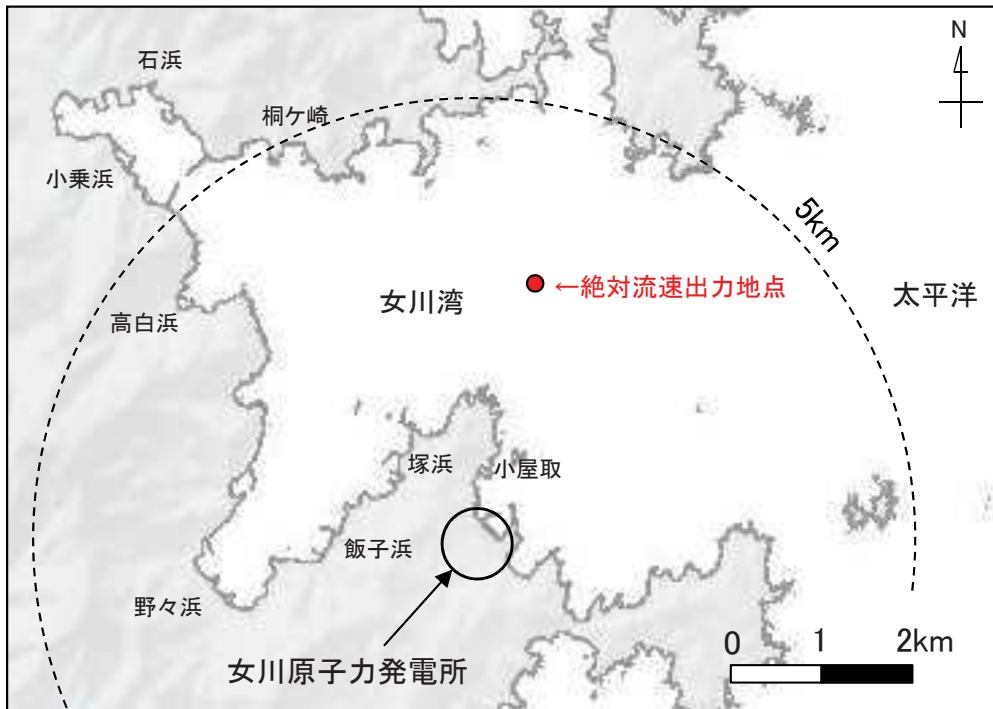 N
石浜
桐ケ崎
小乗浜
5km
女川湾
←絶対流速出力地点
太平洋
高白浜
塚浜
小屋取
飯子浜
野々浜
女川原子力発電所
0 1 2km